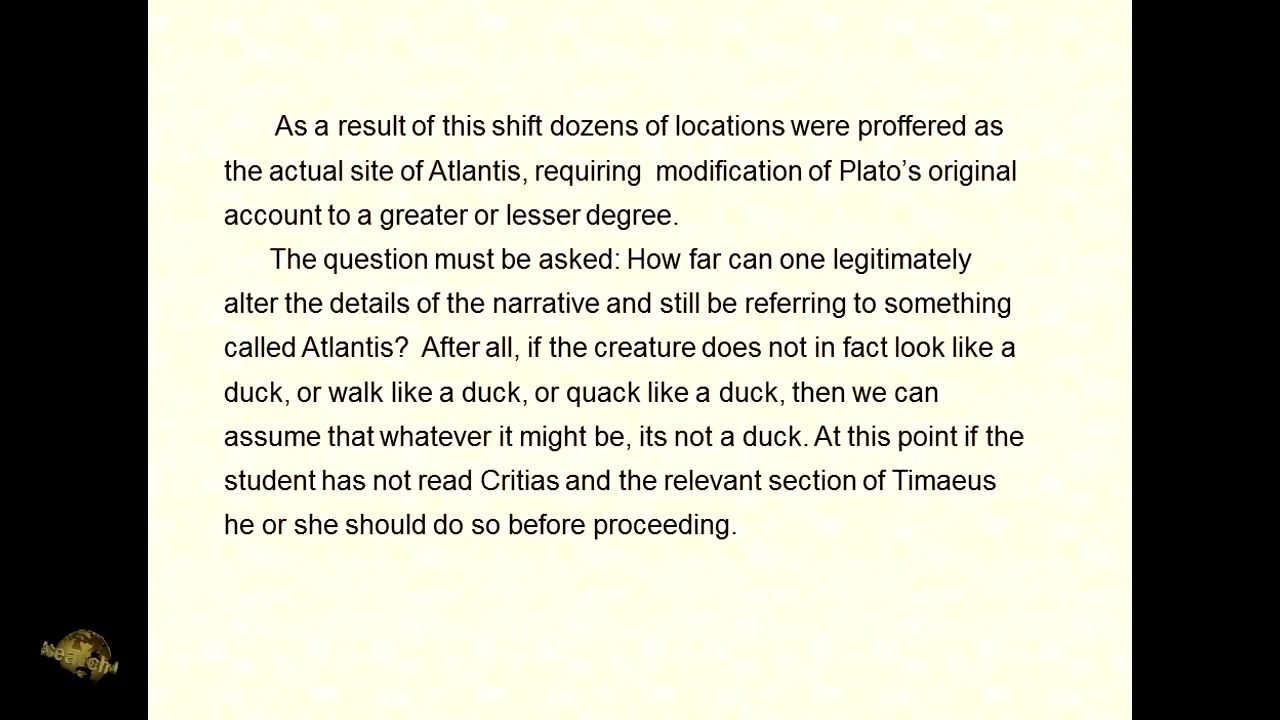 As a result of this shift dozens of locations were proffered as
the actual site of Atlantis, requiring  modification of Plato’s original
account to a greater or lesser degree.
The question must be asked: How far can one legitimately
alter the details of the narrative and still be referring to something
called Atlantis?  After all, if the creature does not in fact look like a
duck, or walk like a duck, or quack like a duck, then we can
assume that whatever it might be, its not a duck. At this point if the
student has not read Critias and the relevant section of Timaeus
he or she should do so before proceeding.